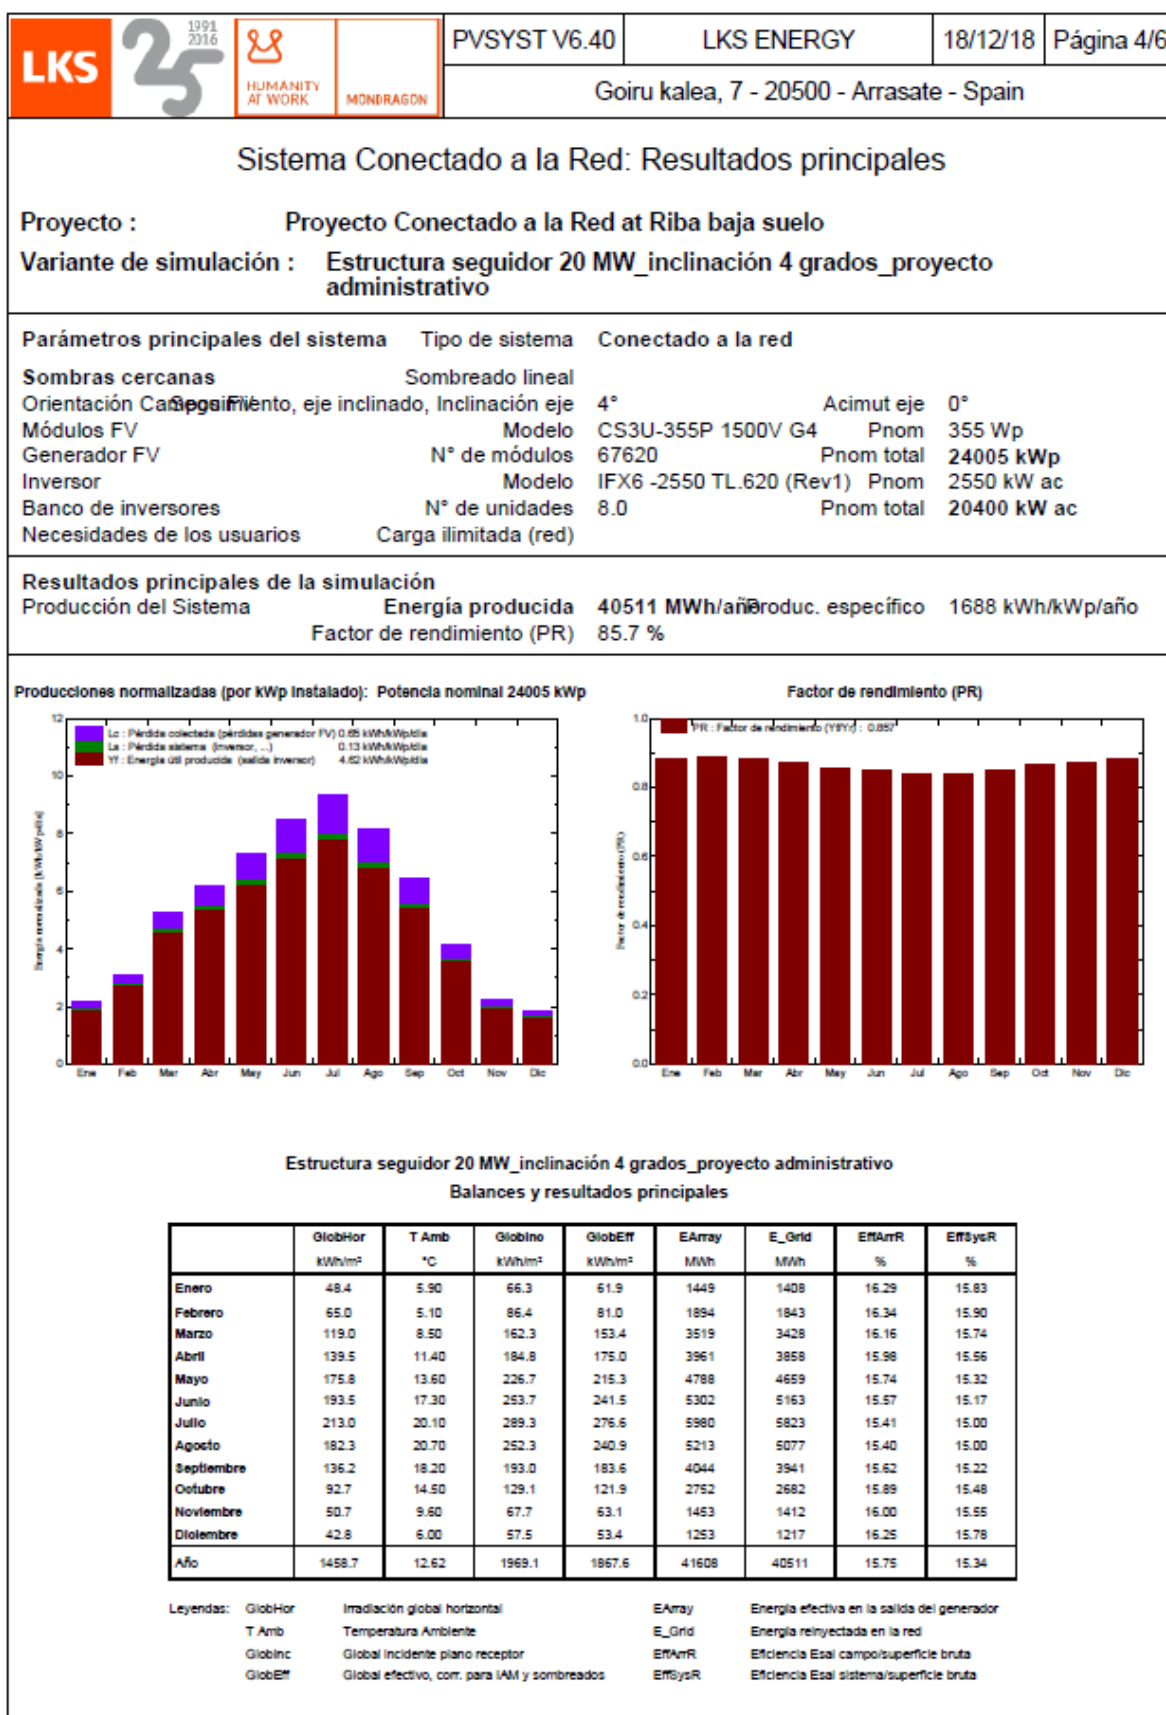 LKS
1991
2016
25
HUMANITY
AT WORK
MONDRAGON
PVSYST V6.40
LKS ENERGY
18/12/18
Página 4/6
Goiru kalea, 7 - 20500 - Arrasate - Spain
Sistema Conectado a la Red: Resultados principales
Proyecto : Proyecto Conectado a la Red at Riba baja suelo
Variante de simulación : Estructura seguidor 20 MW_inclinación 4 grados_proyecto
administrativo
Parámetros principales del sistema Tipo de sistema Conectado a la red
Sombras cercanas Sombreado lineal
Orientación Campos FV Seguimiento, eje inclinado, Inclinación eje 4° Acimut eje 0°
Módulos FV Modelo CS3U-355P 1500V G4 Pnom 355 Wp
Generador FV N° de módulos 67620 Pnom total 24005 kWp
Inversor Modelo IFX6 -2550 TL.620 (Rev1) Pnom 2550 kW ac
Banco de inversores N° de unidades 8.0 Pnom total 20400 kW ac
Necesidades de los usuarios Carga ilimitada (red)
Resultados principales de la simulación
Producción del Sistema Energía producida 40511 MWh/año Produc. específico 1688 kWh/kWp/año
Factor de rendimiento (PR) 85.7 %
Producciones normalizadas (por kWp instalado): Potencia nominal 24005 kWp
Lc : Pérdida colectada (pérdidas generador FV) 0.65 kWh/kWp/día
Ls : Pérdida sistema (inversor, ...) 0.13 kWh/kWp/día
Yf : Energía útil producida (salida inversor) 4.62 kWh/kWp/día
Energía normalizada [kWh/kWp/día]
12
10
8
6
4
2
0
Ene Feb Mar Abr May Jun Jul Ago Sep Oct Nov Dic
Factor de rendimiento (PR)
PR : Factor de rendimiento (Yf/Yr) : 0.857
Factor de rendimiento (PR)
1.0
0.8
0.6
0.4
0.2
0.0
Ene Feb Mar Abr May Jun Jul Ago Sep Oct Nov Dic
Estructura seguidor 20 MW_inclinación 4 grados_proyecto administrativo
Balances y resultados principales
GlobHor T Amb GlobInc GlobEff EArray E_Grid EffArrR EffSysR
kWh/m² °C kWh/m² kWh/m² MWh MWh % %
Enero 48.4 5.90 66.3 61.9 1449 1408 16.29 15.83
Febrero 65.0 5.10 86.4 81.0 1894 1843 16.34 15.90
Marzo 119.0 8.50 162.3 153.4 3519 3428 16.16 15.74
Abril 139.5 11.40 184.8 175.0 3961 3858 15.98 15.56
Mayo 175.8 13.60 226.7 215.3 4788 4659 15.74 15.32
Junio 193.5 17.30 253.7 241.5 5302 5163 15.57 15.17
Julio 213.0 20.10 289.3 276.6 5980 5823 15.41 15.00
Agosto 182.3 20.70 252.3 240.9 5213 5077 15.40 15.00
Septiembre 136.2 18.20 193.0 183.6 4044 3941 15.62 15.22
Octubre 92.7 14.50 129.1 121.9 2752 2682 15.89 15.48
Noviembre 50.7 9.60 67.7 63.1 1453 1412 16.00 15.55
Diciembre 42.8 6.00 57.5 53.4 1253 1217 16.25 15.78
Año 1458.7 12.62 1969.1 1867.6 41608 40511 15.75 15.34
Leyendas: GlobHor Irradiación global horizontal EArray Energía efectiva en la salida del generador
T Amb Temperatura Ambiente E_Grid Energía reinyectada en la red
GlobInc Global incidente plano receptor EffArrR Eficiencia Esal campo/superficie bruta
GlobEff Global efectivo, corr. para IAM y sombreados EffSysR Eficiencia Esal sistema/superficie bruta